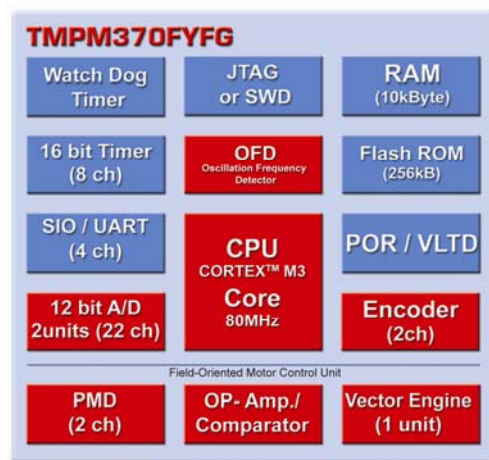 TMPM370FYFG
Watch Dog
Timer
JTAG
or SWD
RAM
(10kByte)
16 bit Timer
(8 ch)
OFD
Oscillation Frequency
Detector
Flash ROM
(256kB)
SIO / UART
(4 ch)
CPU
CORTEX™ M3
Core
80MHz
POR / VLTD
12 bit A/D
2units (22 ch)
Encoder
(2ch)
Field-Oriented Motor Control Unit
PMD
(2 ch)
OP- Amp./
Comparator
Vector Engine
(1 unit)